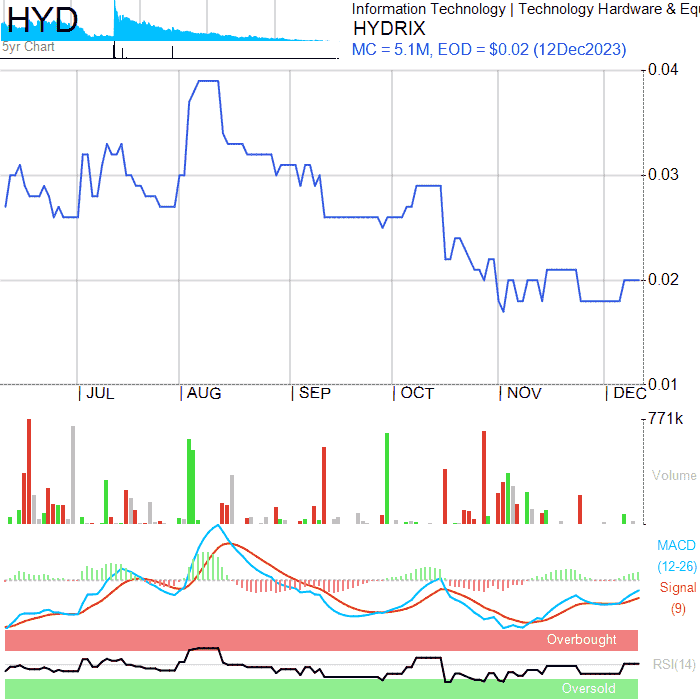 HYD
5yr Chart
Information Technology | Technology Hardware & Equ
HYDRIX
MC = 5.1M, EOD = $0.02 (12Dec2023)
0.04
0.03
0.02
0.01
JUL AUG SEP OCT NOV DEC
771k
Volume
MACD
(12-26)
Signal
(9)
Overbought
RSI(14)
Oversold